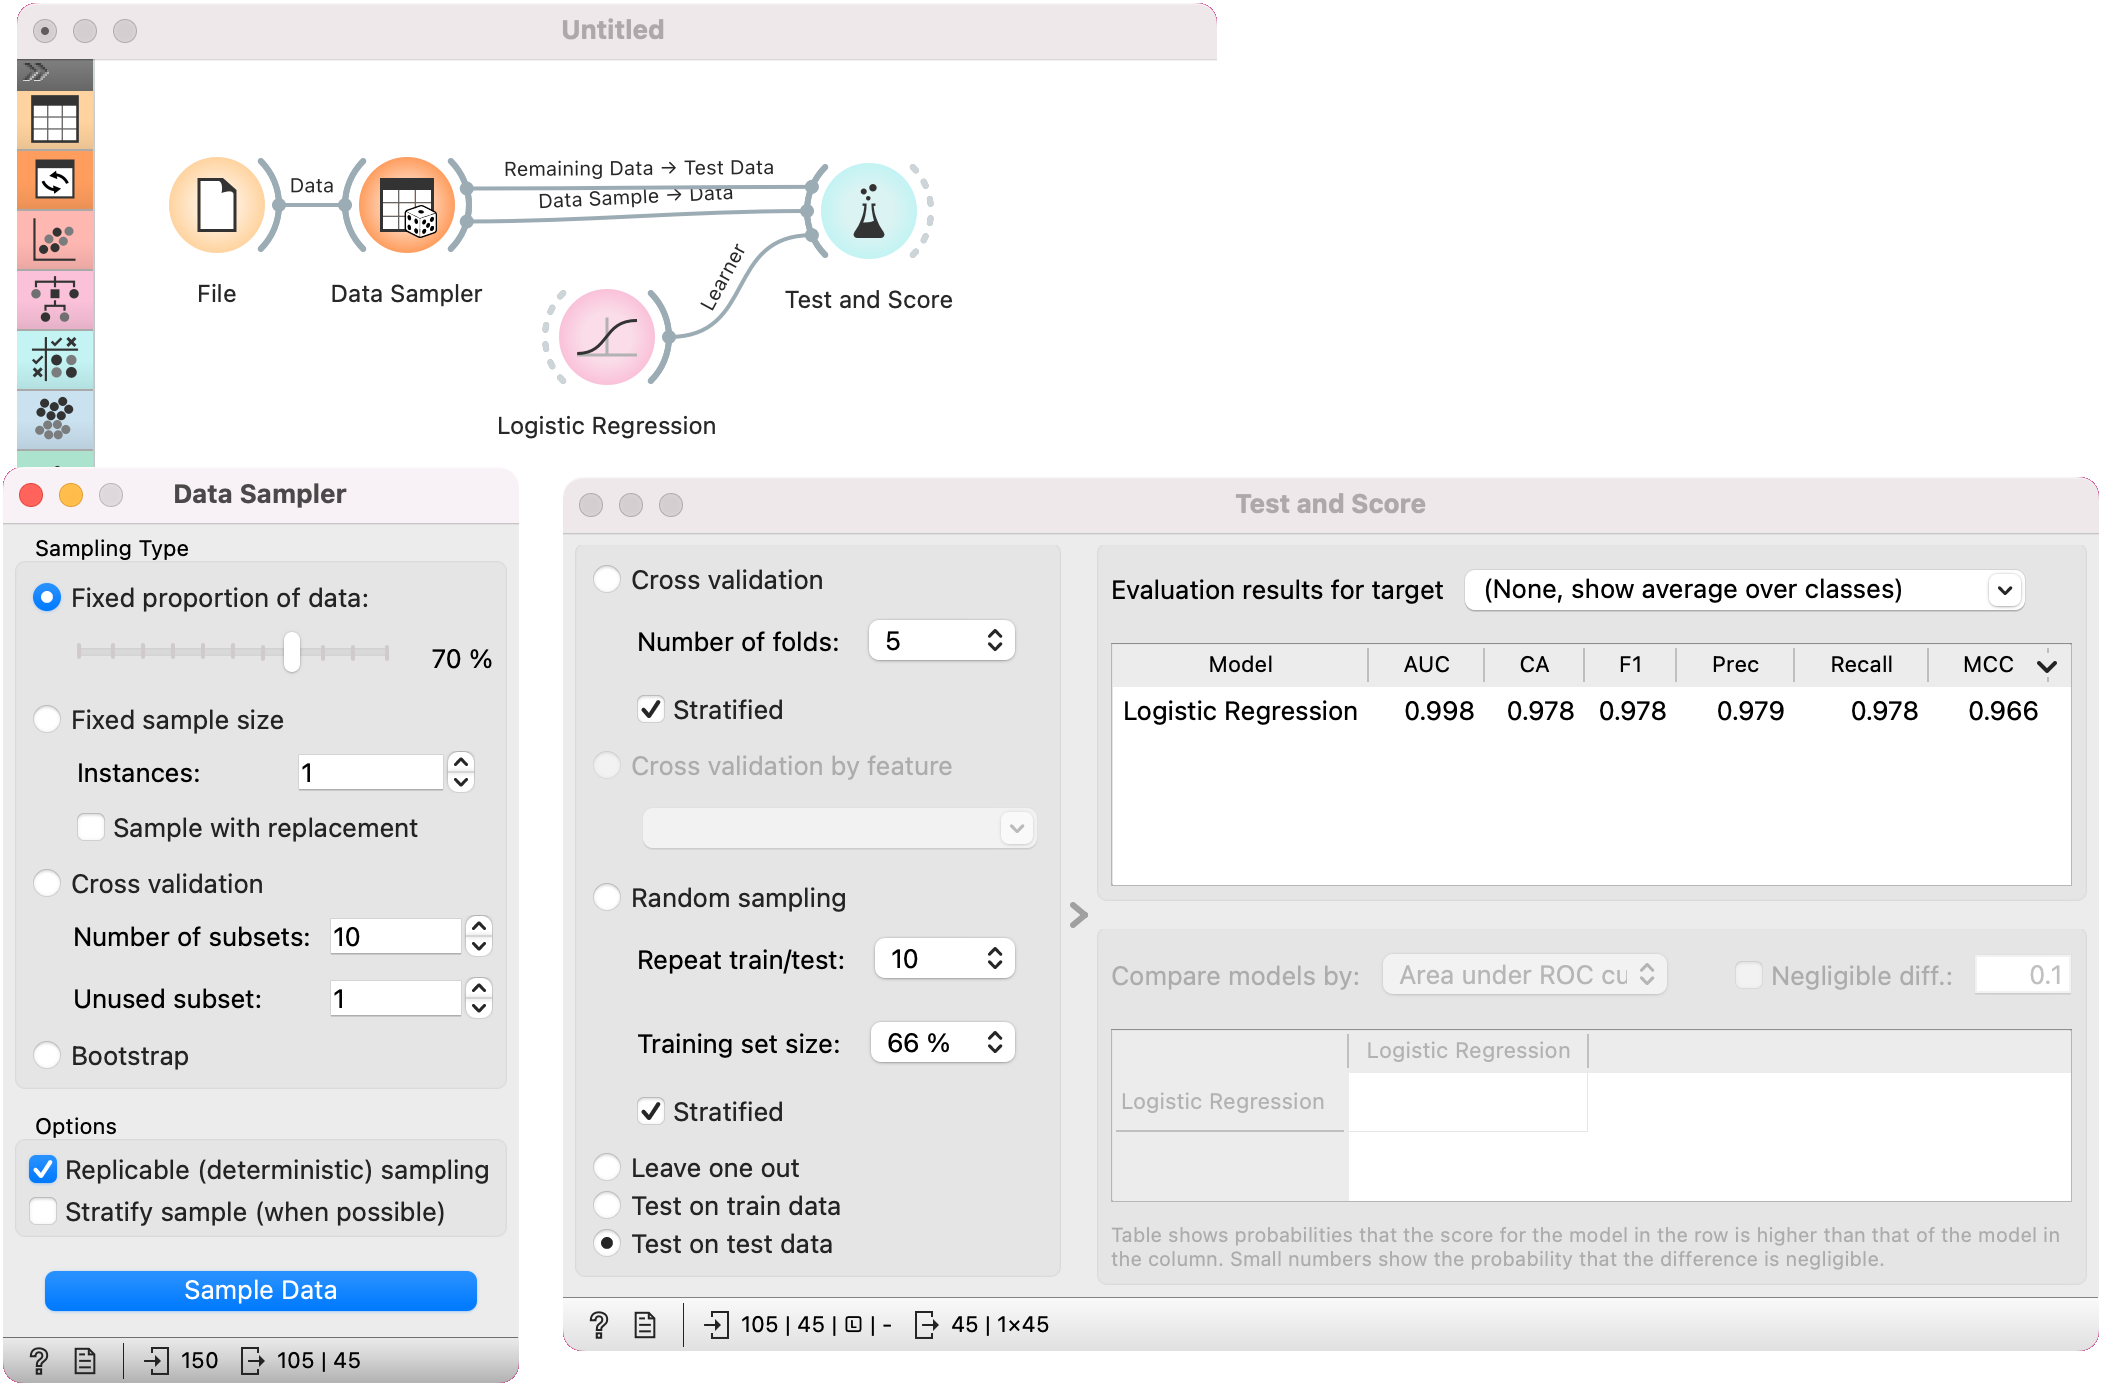 Untitled
Remaining Data → Test Data
Data
Data Sample → Data
Learner
File
Data Sampler
Test and Score
Logistic Regression
Data Sampler
Sampling Type
Fixed proportion of data:
70 %
Fixed sample size
Instances: 1
Sample with replacement
Cross validation
Number of subsets: 10
Unused subset: 1
Bootstrap
Options
Replicable (deterministic) sampling
Stratify sample (when possible)
Sample Data
? 150 105 | 45
Test and Score
Cross validation
Number of folds: 5
Stratified
Cross validation by feature
Random sampling
Repeat train/test: 10
Training set size: 66 %
Stratified
Leave one out
Test on train data
Test on test data
Evaluation results for target (None, show average over classes)
Model AUC CA F1 Prec Recall MCC
Logistic Regression 0.998 0.978 0.978 0.979 0.978 0.966
Compare models by: Area under ROC cu Negligible diff.: 0.1
Logistic Regression
Logistic Regression
Table shows probabilities that the score for the model in the row is higher than that of the model in
the column. Small numbers show the probability that the difference is negligible.
? 105 | 45 | L | - 45 | 1×45